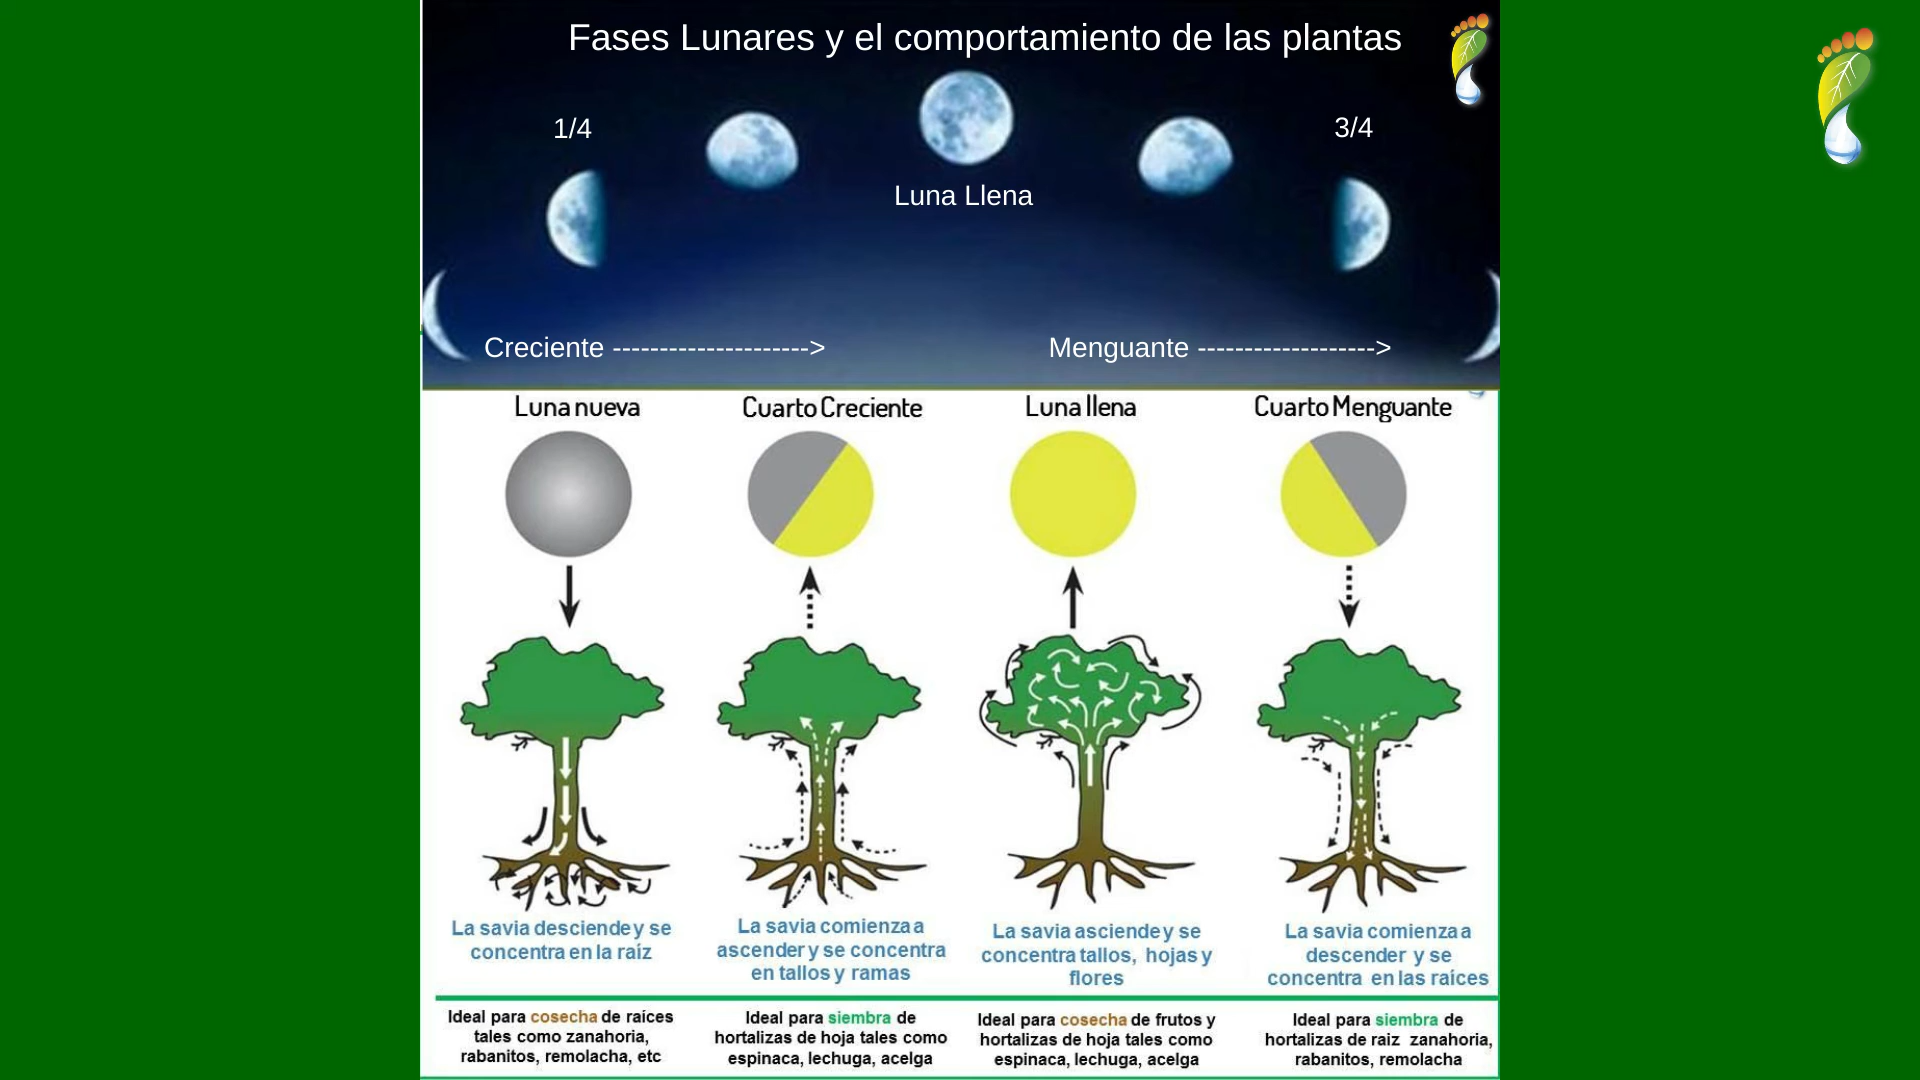 Fases Lunares y el comportamiento de las plantas
1/4
3/4
Luna Llena
Creciente --------------------->
Menguante ------------------->
Luna nueva
Cuarto Creciente
Luna llena
Cuarto Menguante
La savia desciende y se
concentra en la raíz
La savia comienza a
ascender y se concentra
en tallos y ramas
La savia asciende y se
concentra tallos, hojas y
flores
La savia comienza a
descender y se
concentra en las raíces
Ideal para cosecha de raíces
tales como zanahoria,
rabanitos, remolacha, etc
Ideal para siembra de
hortalizas de hoja tales como
espinaca, lechuga, acelga
Ideal para cosecha de frutos y
hortalizas de hoja tales como
espinaca, lechuga, acelga
Ideal para siembra de
hortalizas de raiz zanahoria,
rabanitos, remolacha